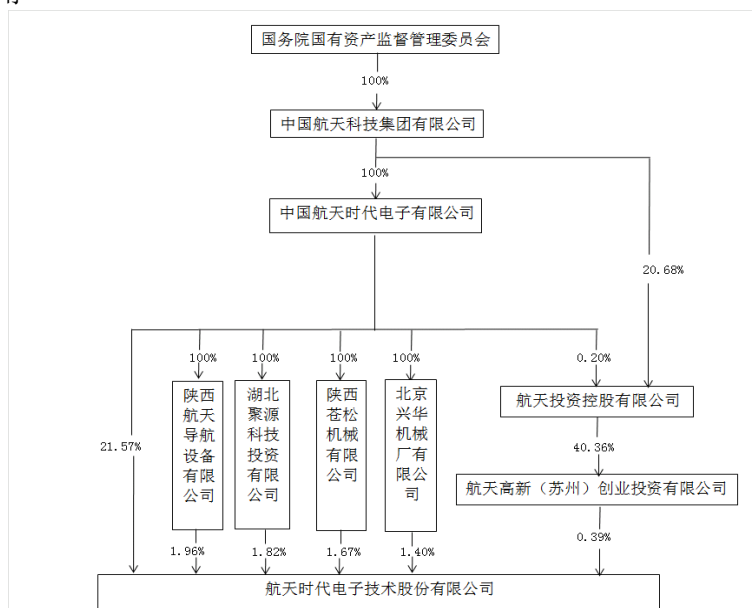 国务院国有资产监督管理委员会
100%
中国航天科技集团有限公司
100%
中国航天时代电子有限公司
20.68%
100%
100%
100%
100%
0.20%
陕西
航天
导航
设备
有限
公司
湖北
聚源
科技
投资
有限
公司
陕西
苍松
机械
有限
公司
北京
兴华
机械
厂有
限公
司
航天投资控股有限公司
21.57%
40.36%
航天高新（苏州）创业投资有限公司
1.96%
1.82%
1.67%
1.40%
0.39%
航天时代电子技术股份有限公司